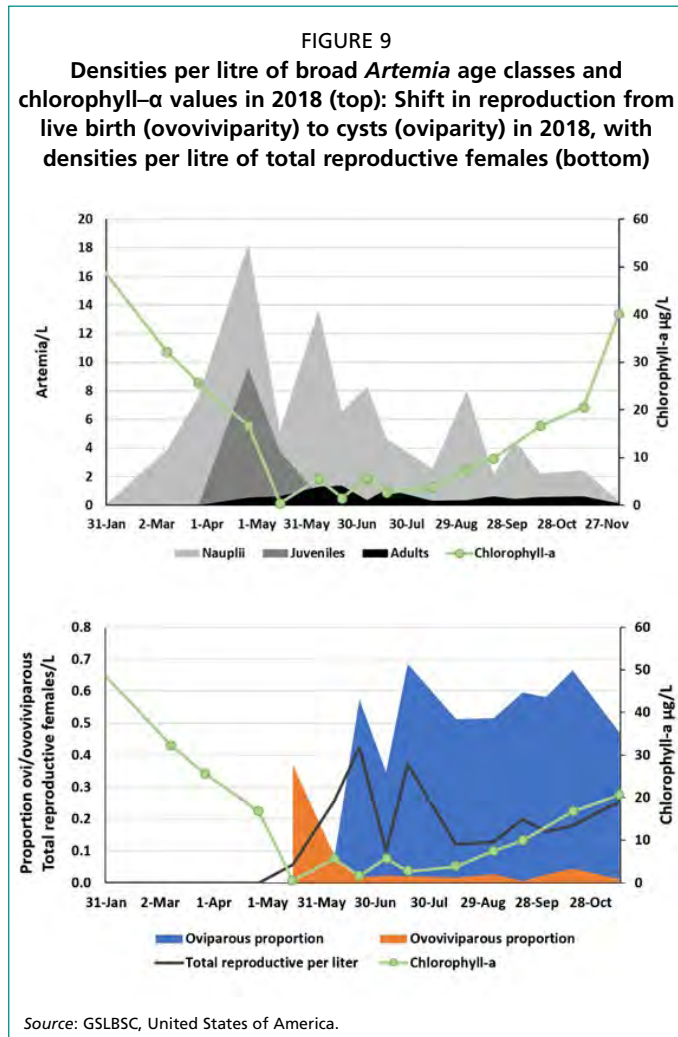 FIGURE 9
Densities per litre of broad Artemia age classes and
chlorophyll–α values in 2018 (top): Shift in reproduction from
live birth (ovoviviparity) to cysts (oviparity) in 2018, with
densities per litre of total reproductive females (bottom)
Artemia/L
20
18
16
14
12
10
8
6
4
2
0
60
50
40
30
20
10
0
Chlorophyll-a µg/L
31-Jan 2-Mar 1-Apr 1-May 31-May 30-Jun 30-Jul 29-Aug 28-Sep 28-Oct 27-Nov
Nauplii Juveniles Adults Chlorophyll-a
Proportion ovi/ovoviviparous
Total reproductive females/L
0.8
0.7
0.6
0.5
0.4
0.3
0.2
0.1
0.0
60
50
40
30
20
10
0
Chlorophyll-a µg/L
31-Jan 2-Mar 1-Apr 1-May 31-May 30-Jun 30-Jul 29-Aug 28-Sep 28-Oct
Oviparous proportion Ovoviviparous proportion
Total reproductive per liter Chlorophyll-a
Source: GSLBSC, United States of America.